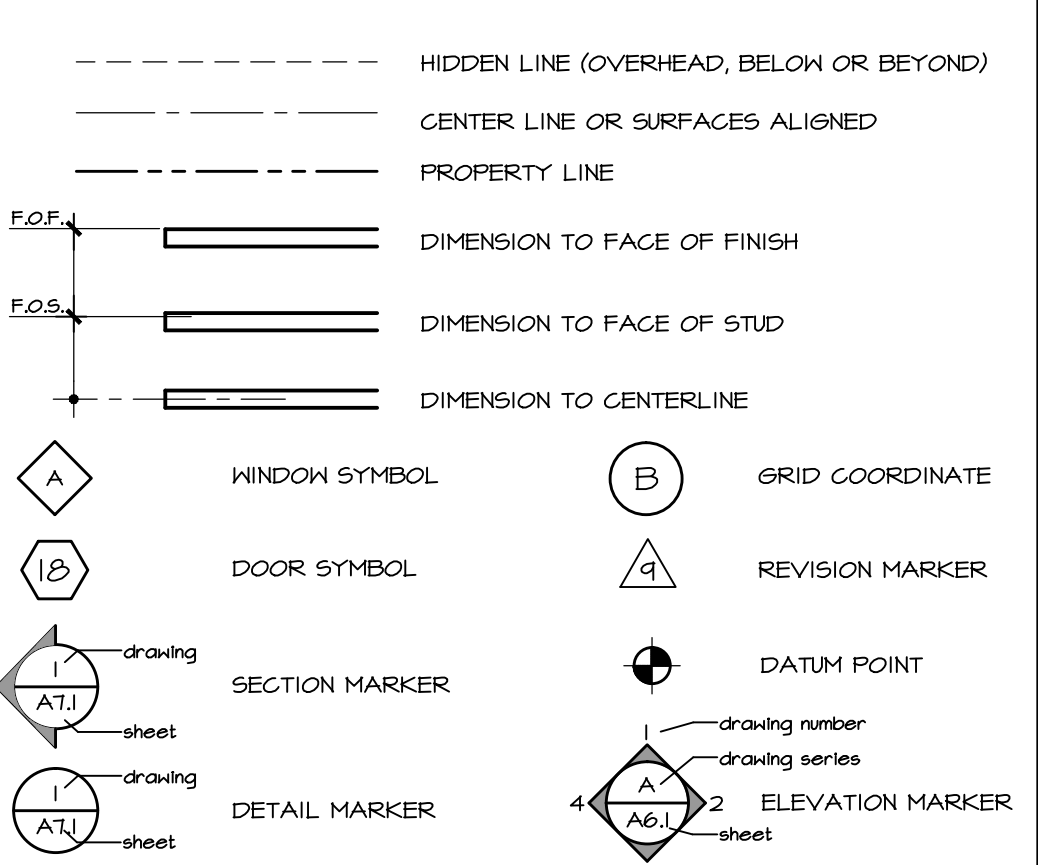 HIDDEN LINE (OVERHEAD, BELOW OR BEYOND)
CENTER LINE OR SURFACES ALIGNED
PROPERTY LINE
F.O.F.
DIMENSION TO FACE OF FINISH
F.O.S.
DIMENSION TO FACE OF STUD
DIMENSION TO CENTERLINE
A WINDOW SYMBOL
B GRID COORDINATE
18 DOOR SYMBOL
9 REVISION MARKER
drawing
1
A7.1
sheet
SECTION MARKER
DATUM POINT
drawing
1
A7.1
sheet
DETAIL MARKER
1 drawing number
drawing series
A
4 2
A6.1
sheet
ELEVATION MARKER